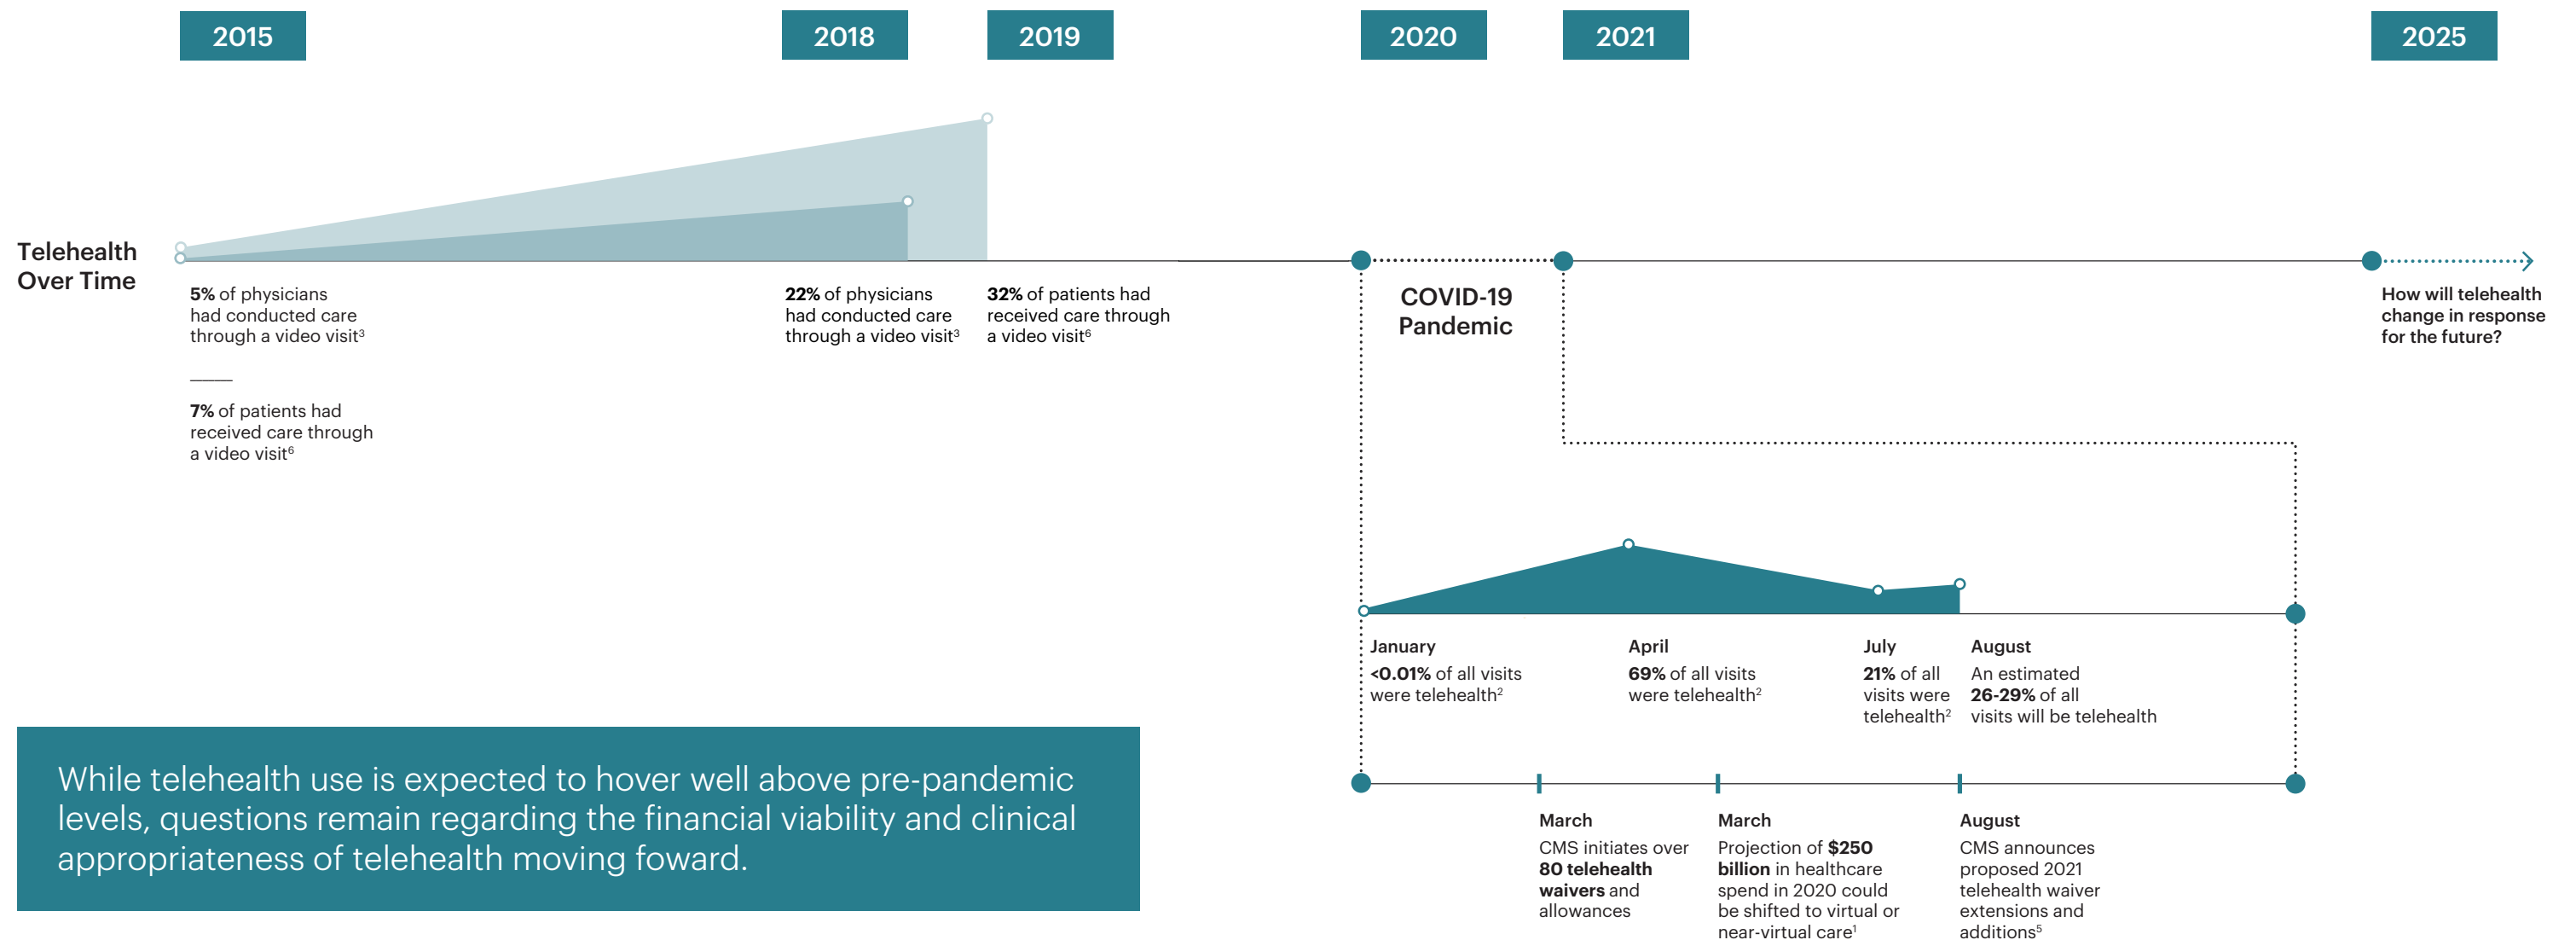 2015
2018
2019
2020
2021
2025
Telehealth
Over Time
5% of physicians
had conducted care
through a video visit³
7% of patients had
received care through
a video visit⁶
22% of physicians
had conducted care
through a video visit³
32% of patients had
received care through
a video visit⁶
COVID-19
Pandemic
How will telehealth
change in response
for the future?
January
<0.01% of all visits
were telehealth²
April
69% of all visits
were telehealth²
July
21% of all
visits were
telehealth²
August
An estimated
26-29% of all
visits will be telehealth
March
CMS initiates over
80 telehealth
waivers and
allowances
March
Projection of $250
billion in healthcare
spend in 2020 could
be shifted to virtual or
near-virtual care¹
August
CMS announces
proposed 2021
telehealth waiver
extensions and
additions⁵
While telehealth use is expected to hover well above pre-pandemic
levels, questions remain regarding the financial viability and clinical
appropriateness of telehealth moving foward.